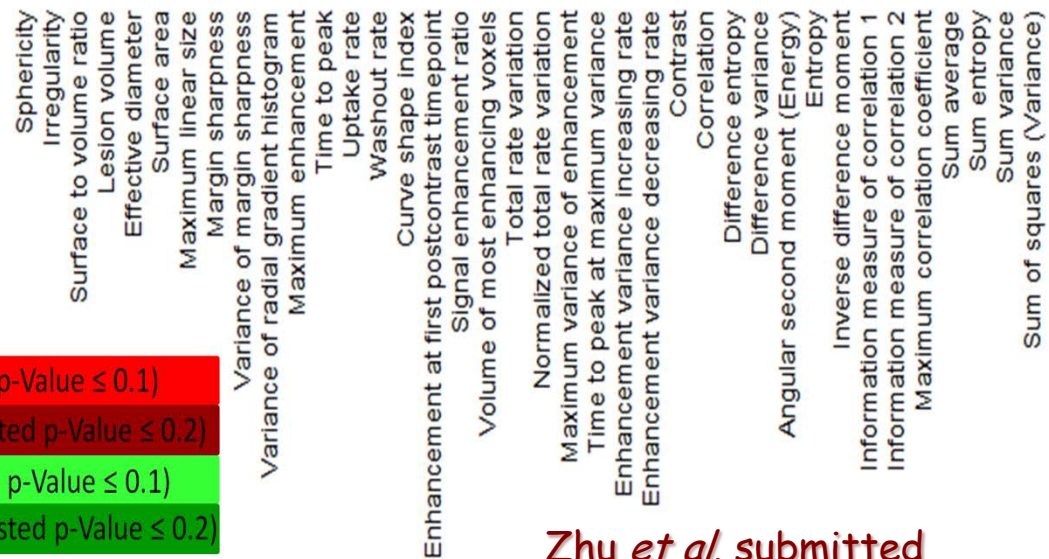 Sphericity
Irregularity
Surface to volume ratio
Lesion volume
Effective diameter
Surface area
Maximum linear size
Margin sharpness
Variance of margin sharpness
Variance of radial gradient histogram
Maximum enhancement
Time to peak
Uptake rate
Washout rate
Curve shape index
Enhancement at first postcontrast timepoint
Signal enhancement ratio
Volume of most enhancing voxels
Total rate variation
Normalized total rate variation
Maximum variance of enhancement
Time to peak at maximum variance
Enhancement variance increasing rate
Enhancement variance decreasing rate
Contrast
Correlation
Difference entropy
Difference variance
Angular second moment (Energy)
Entropy
Inverse difference moment
Information measure of correlation 1
Information measure of correlation 2
Maximum correlation coefficient
Sum average
Sum entropy
Sum variance
Sum of squares (Variance)
p-Value ≤ 0.1)
ted p-Value ≤ 0.2)
p-Value ≤ 0.1)
sted p-Value ≤ 0.2)
Zhu et al. submitted